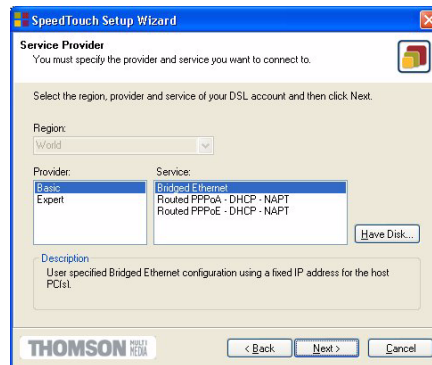 SpeedTouch Setup Wizard
Service Provider
You must specify the provider and service you want to connect to.
Select the region, provider and service of your DSL account and then click Next.
Region:
World
Provider:
Service:
Basic
Expert
Bridged Ethernet
Routed PPPoA - DHCP - NAPT
Routed PPPoE - DHCP - NAPT
Have Disk...
Description
User specified Bridged Ethernet configuration using a fixed IP address for the host
PC(s).
THOMSON MULTI
MEDIA
< Back
Next >
Cancel